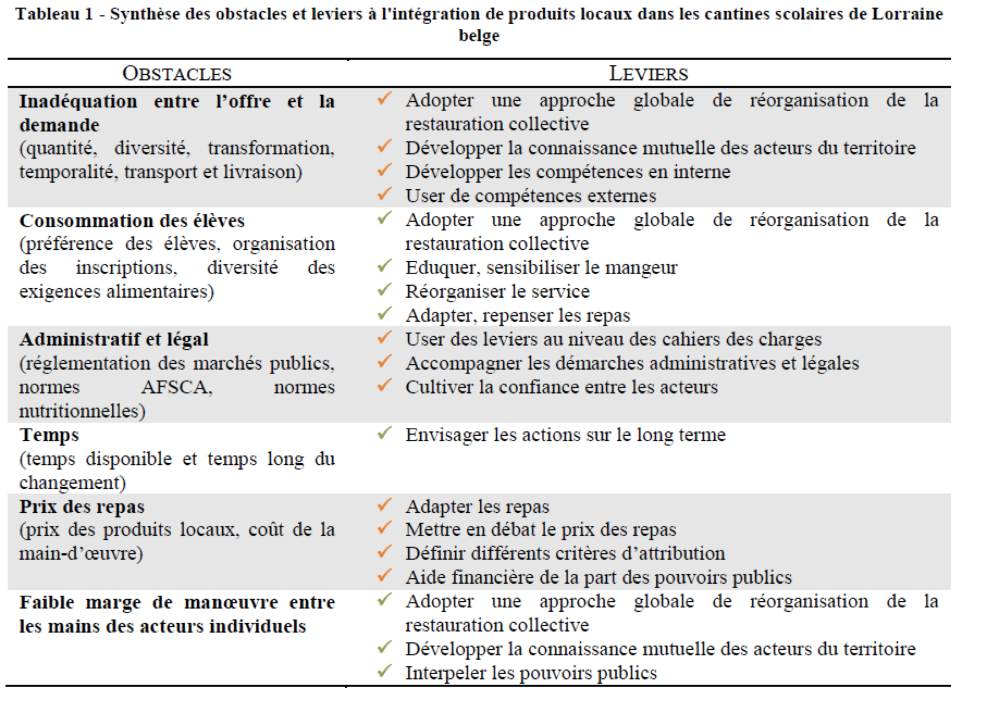 Tableau 1 - Synthèse des obstacles et leviers à l'intégration de produits locaux dans les cantines scolaires de Lorraine
belge
OBSTACLES
LEVIERS
Inadéquation entre l’offre et la
demande
(quantité, diversité, transformation,
temporalité, transport et livraison)
Adopter une approche globale de réorganisation de la
restauration collective
Développer la connaissance mutuelle des acteurs du territoire
Développer les compétences en interne
User de compétences externes
Consommation des élèves
(préférence des élèves, organisation
des inscriptions, diversité des
exigences alimentaires)
Adopter une approche globale de réorganisation de la
restauration collective
Eduquer, sensibiliser le mangeur
Réorganiser le service
Adapter, repenser les repas
Administratif et légal
(réglementation des marchés publics,
normes AFSCA, normes
nutritionnelles)
User des leviers au niveau des cahiers des charges
Accompagner les démarches administratives et légales
Cultiver la confiance entre les acteurs
Temps
(temps disponible et temps long du
changement)
Envisager les actions sur le long terme
Prix des repas
(prix des produits locaux, coût de la
main-d’œuvre)
Adapter les repas
Mettre en débat le prix des repas
Définir différents critères d’attribution
Aide financière de la part des pouvoirs publics
Faible marge de manœuvre entre
les mains des acteurs individuels
Adopter une approche globale de réorganisation de la
restauration collective
Développer la connaissance mutuelle des acteurs du territoire
Interpeler les pouvoirs publics